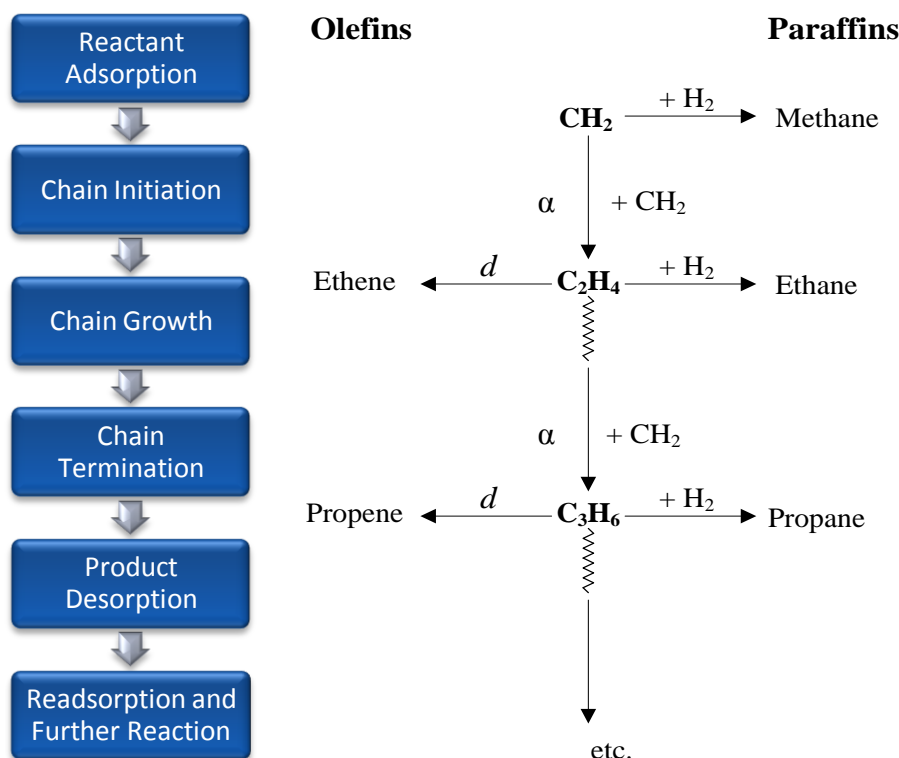 Reactant
Adsorption
Chain Initiation
Chain Growth
Chain
Termination
Product
Desorption
Readsorption and
Further Reaction
Olefins
Paraffins
CH₂
+ H₂
Methane
α
+ CH₂
Ethene
d
C₂H₄
+ H₂
Ethane
α
+ CH₂
Propene
d
C₃H₆
+ H₂
Propane
etc.